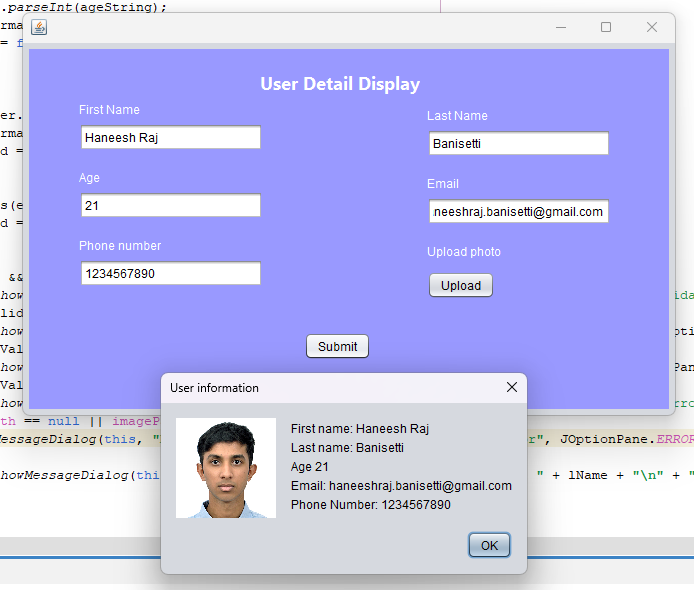 .parseInt(ageString);
rma
= f
User Detail Display
First Name
Last Name
Haneesh Raj
Banisetti
er.
rma
d =
Age
Email
21
.neeshraj.banisetti@gmail.com
s(e
d =
Phone number
Upload photo
1234567890
Upload
&&
how
ida
lid
how
pti
Submit
Val
how
Pan
Val
User information
how
rro
th == null || imageP
First name: Haneesh Raj
MessageDialog(this, "
r", JOptionPane.ERROR
Last name: Banisetti
Age 21
howMessageDialog(thi
" + lName + "\n" + "
Email: haneeshraj.banisetti@gmail.com
Phone Number: 1234567890
OK